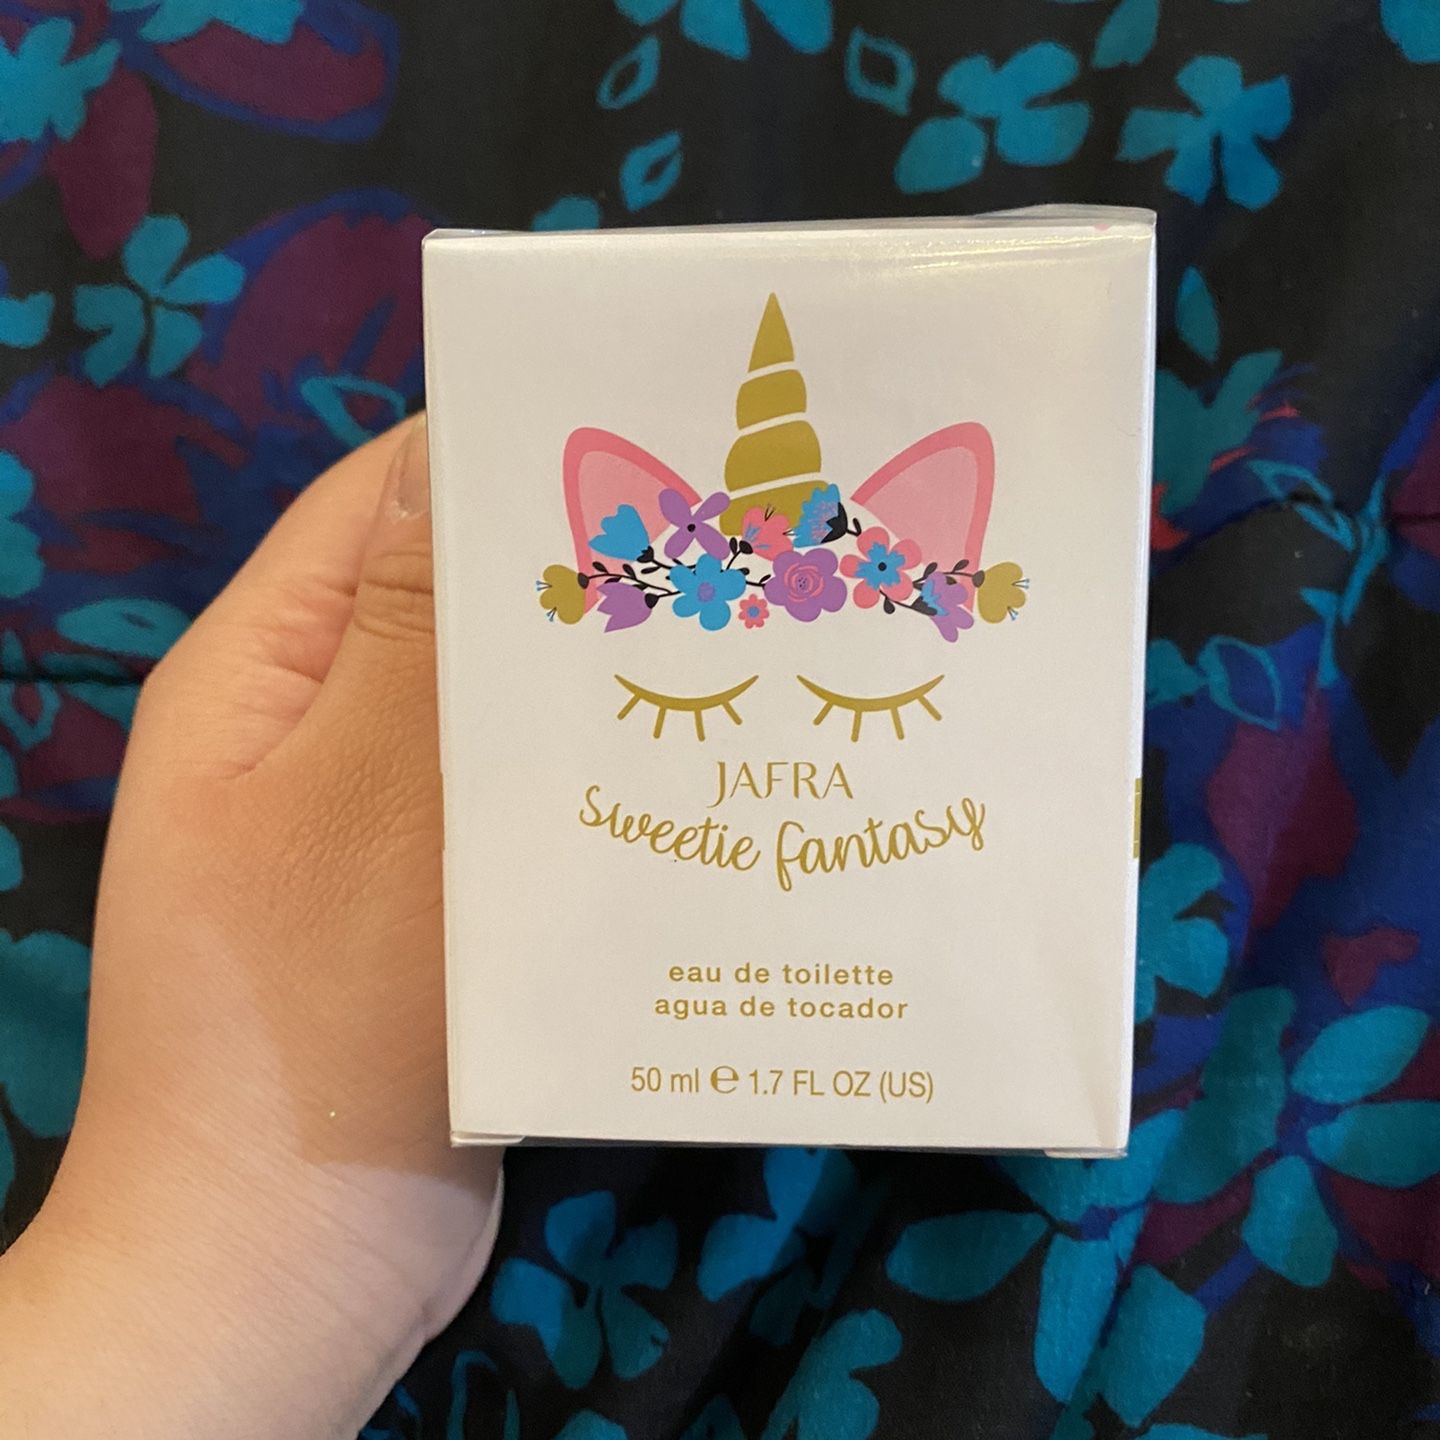 JAFRA
sweetie fantasy
eau de toilette
agua de tocador
50 ml ℮ 1.7 FL OZ (US)